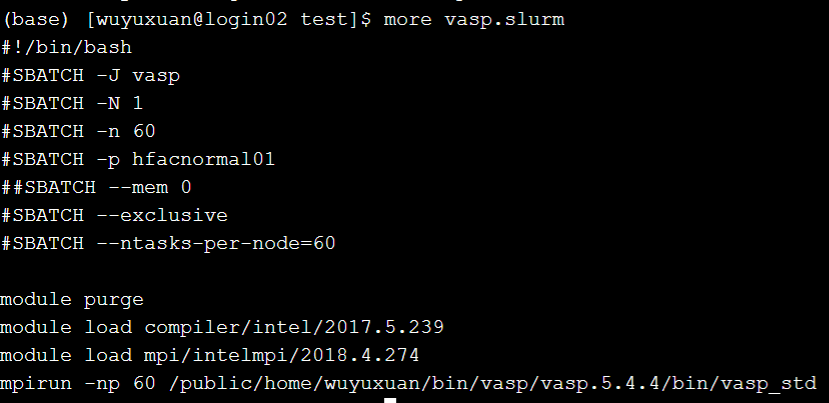 (base) [wuyuxuan@login02 test]$ more vasp.slurm
#!/bin/bash
#SBATCH -J vasp
#SBATCH -N 1
#SBATCH -n 60
#SBATCH -p hfacnormal01
##SBATCH --mem 0
#SBATCH --exclusive
#SBATCH --ntasks-per-node=60
module purge
module load compiler/intel/2017.5.239
module load mpi/intelmpi/2018.4.274
mpirun -np 60 /public/home/wuyuxuan/bin/vasp/vasp.5.4.4/bin/vasp_std